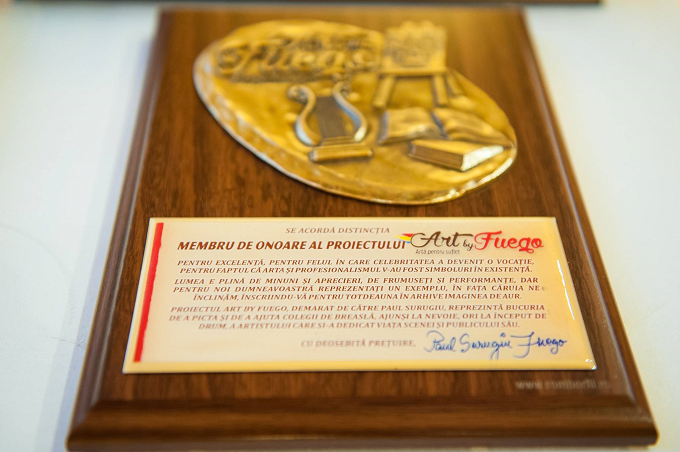 Fuego
SE ACORDĂ DISTINCȚIA
MEMBRU DE ONOARE AL PROIECTULUI Art by Fuego
Artă pentru suflet
PENTRU EXCELENȚĂ, PENTRU FELUL ÎN CARE CELEBRITATEA A DEVENIT O VOCAȚIE,
PENTRU FAPTUL CĂ ARTA ȘI PROFESIONALISMUL V-AU FOST SIMBOLURI ÎN EXISTENȚĂ.
LUMEA E PLINĂ DE MINUNI ȘI APRECIERI, DE FRUMUSEȚI ȘI PERFORMANȚE, DAR
PENTRU NOI DUMNEAVOASTRĂ REPREZENTAȚI UN EXEMPLU, ÎN FAȚA CĂRUIA NE
ÎNCLINĂM, ÎNSCRIINDU-VĂ PENTRU TOTDEAUNA ÎN ARHIVE IMAGINEA DE AUR.
PROIECTUL ART BY FUEGO, DEMARAT DE CĂTRE PAUL SURUGIU, REPREZINTĂ BUCURIA
DE A PICTA ȘI DE A AJUTA COLEGII DE BREASLĂ, AJUNȘI LA NEVOIE, ORI LA ÎNCEPUT DE
DRUM, A ARTISTULUI CARE SI-A DEDICAT VIAȚA SCENEI ȘI PUBLICULUI SĂU.
CU DEOSEBITĂ PREȚUIRE, Paul Surugiu Fuego